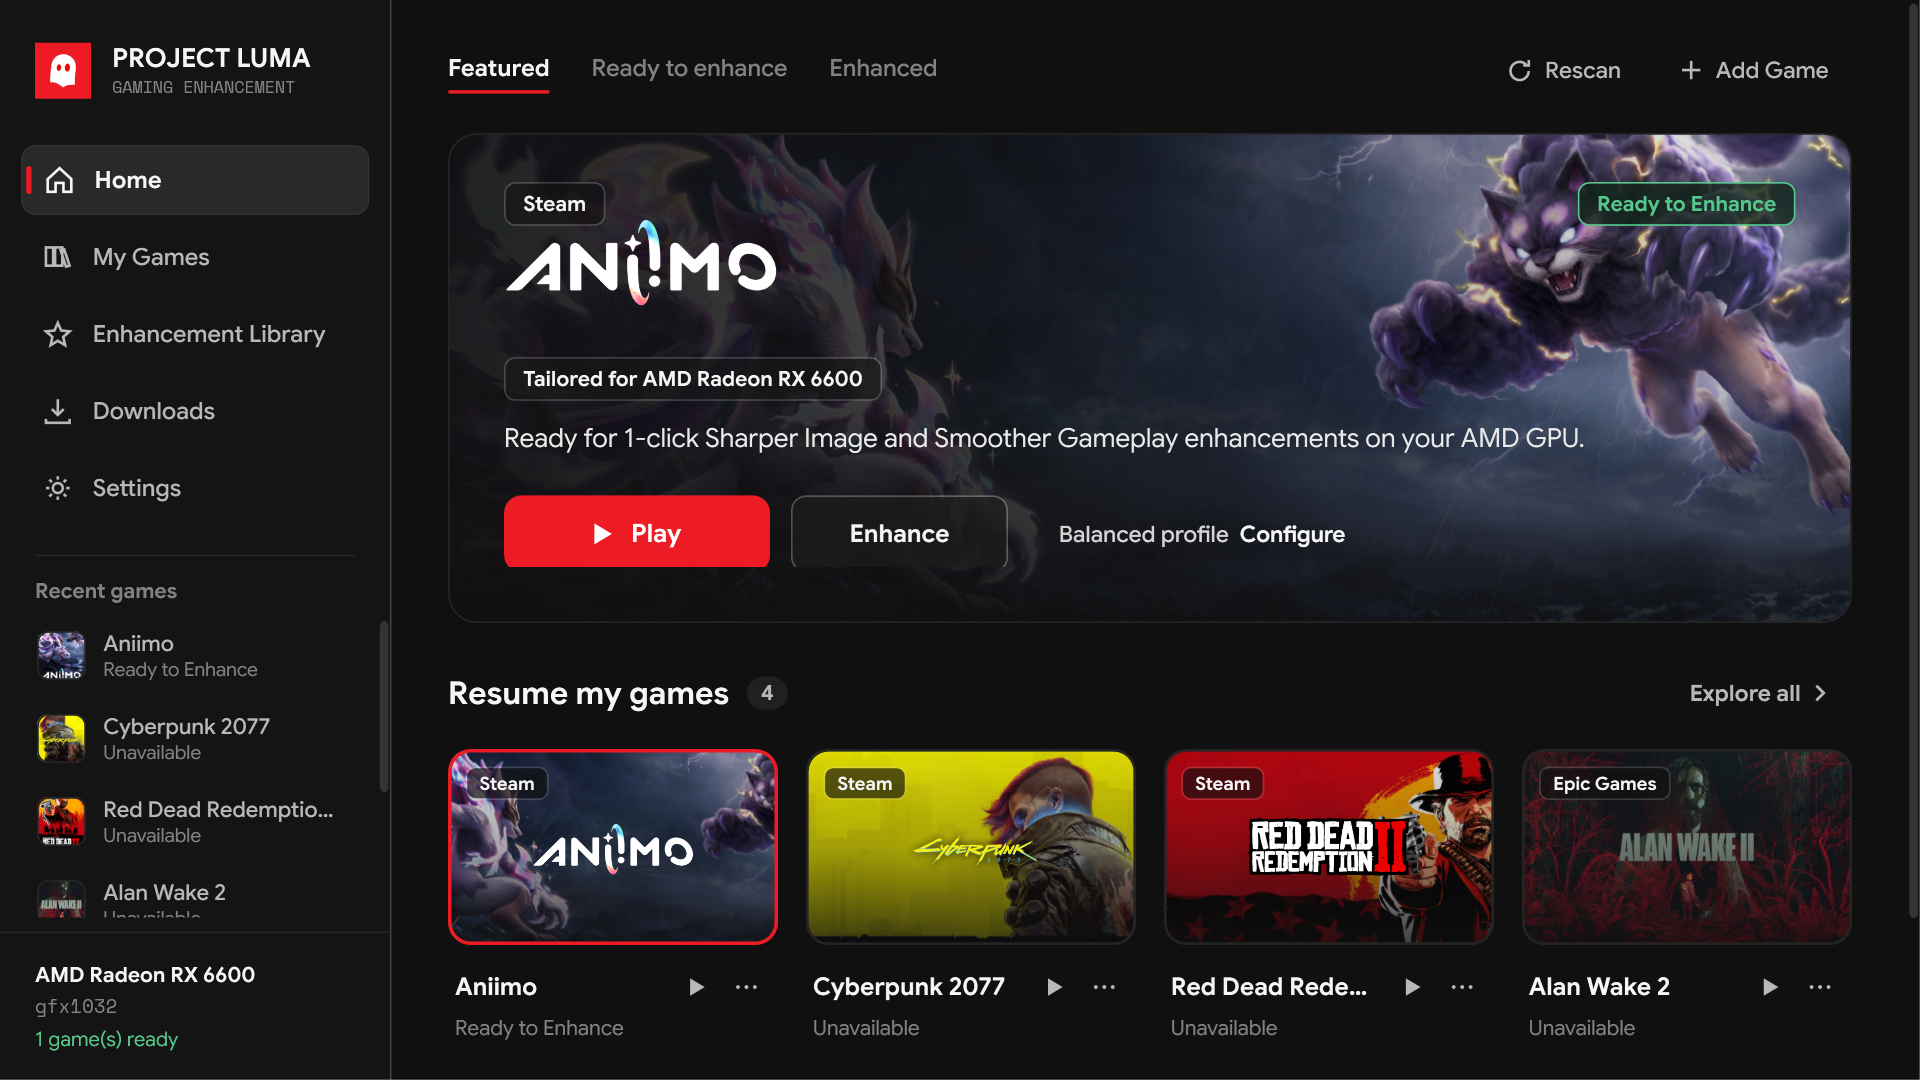 PROJECT LUMA
GAMING ENHANCEMENT
Home
My Games
Enhancement Library
Downloads
Settings
Recent games
Aniimo
Ready to Enhance
Cyberpunk 2077
Unavailable
Red Dead Redemptio...
Unavailable
Alan Wake 2
Unavailable
AMD Radeon RX 6600
gfx1032
1 game(s) ready
Featured
Ready to enhance
Enhanced
Rescan
Add Game
Steam
Ready to Enhance
ANIIMO
Tailored for AMD Radeon RX 6600
Ready for 1-click Sharper Image and Smoother Gameplay enhancements on your AMD GPU.
Play
Enhance
Balanced profile Configure
Resume my games 4
Explore all
Steam
ANIIMO
Steam
CYBERPUNK
2077
Steam
RED DEAD
REDEMPTION II
Epic Games
ALAN WAKE II
Aniimo
Ready to Enhance
Cyberpunk 2077
Unavailable
Red Dead Rede...
Unavailable
Alan Wake 2
Unavailable